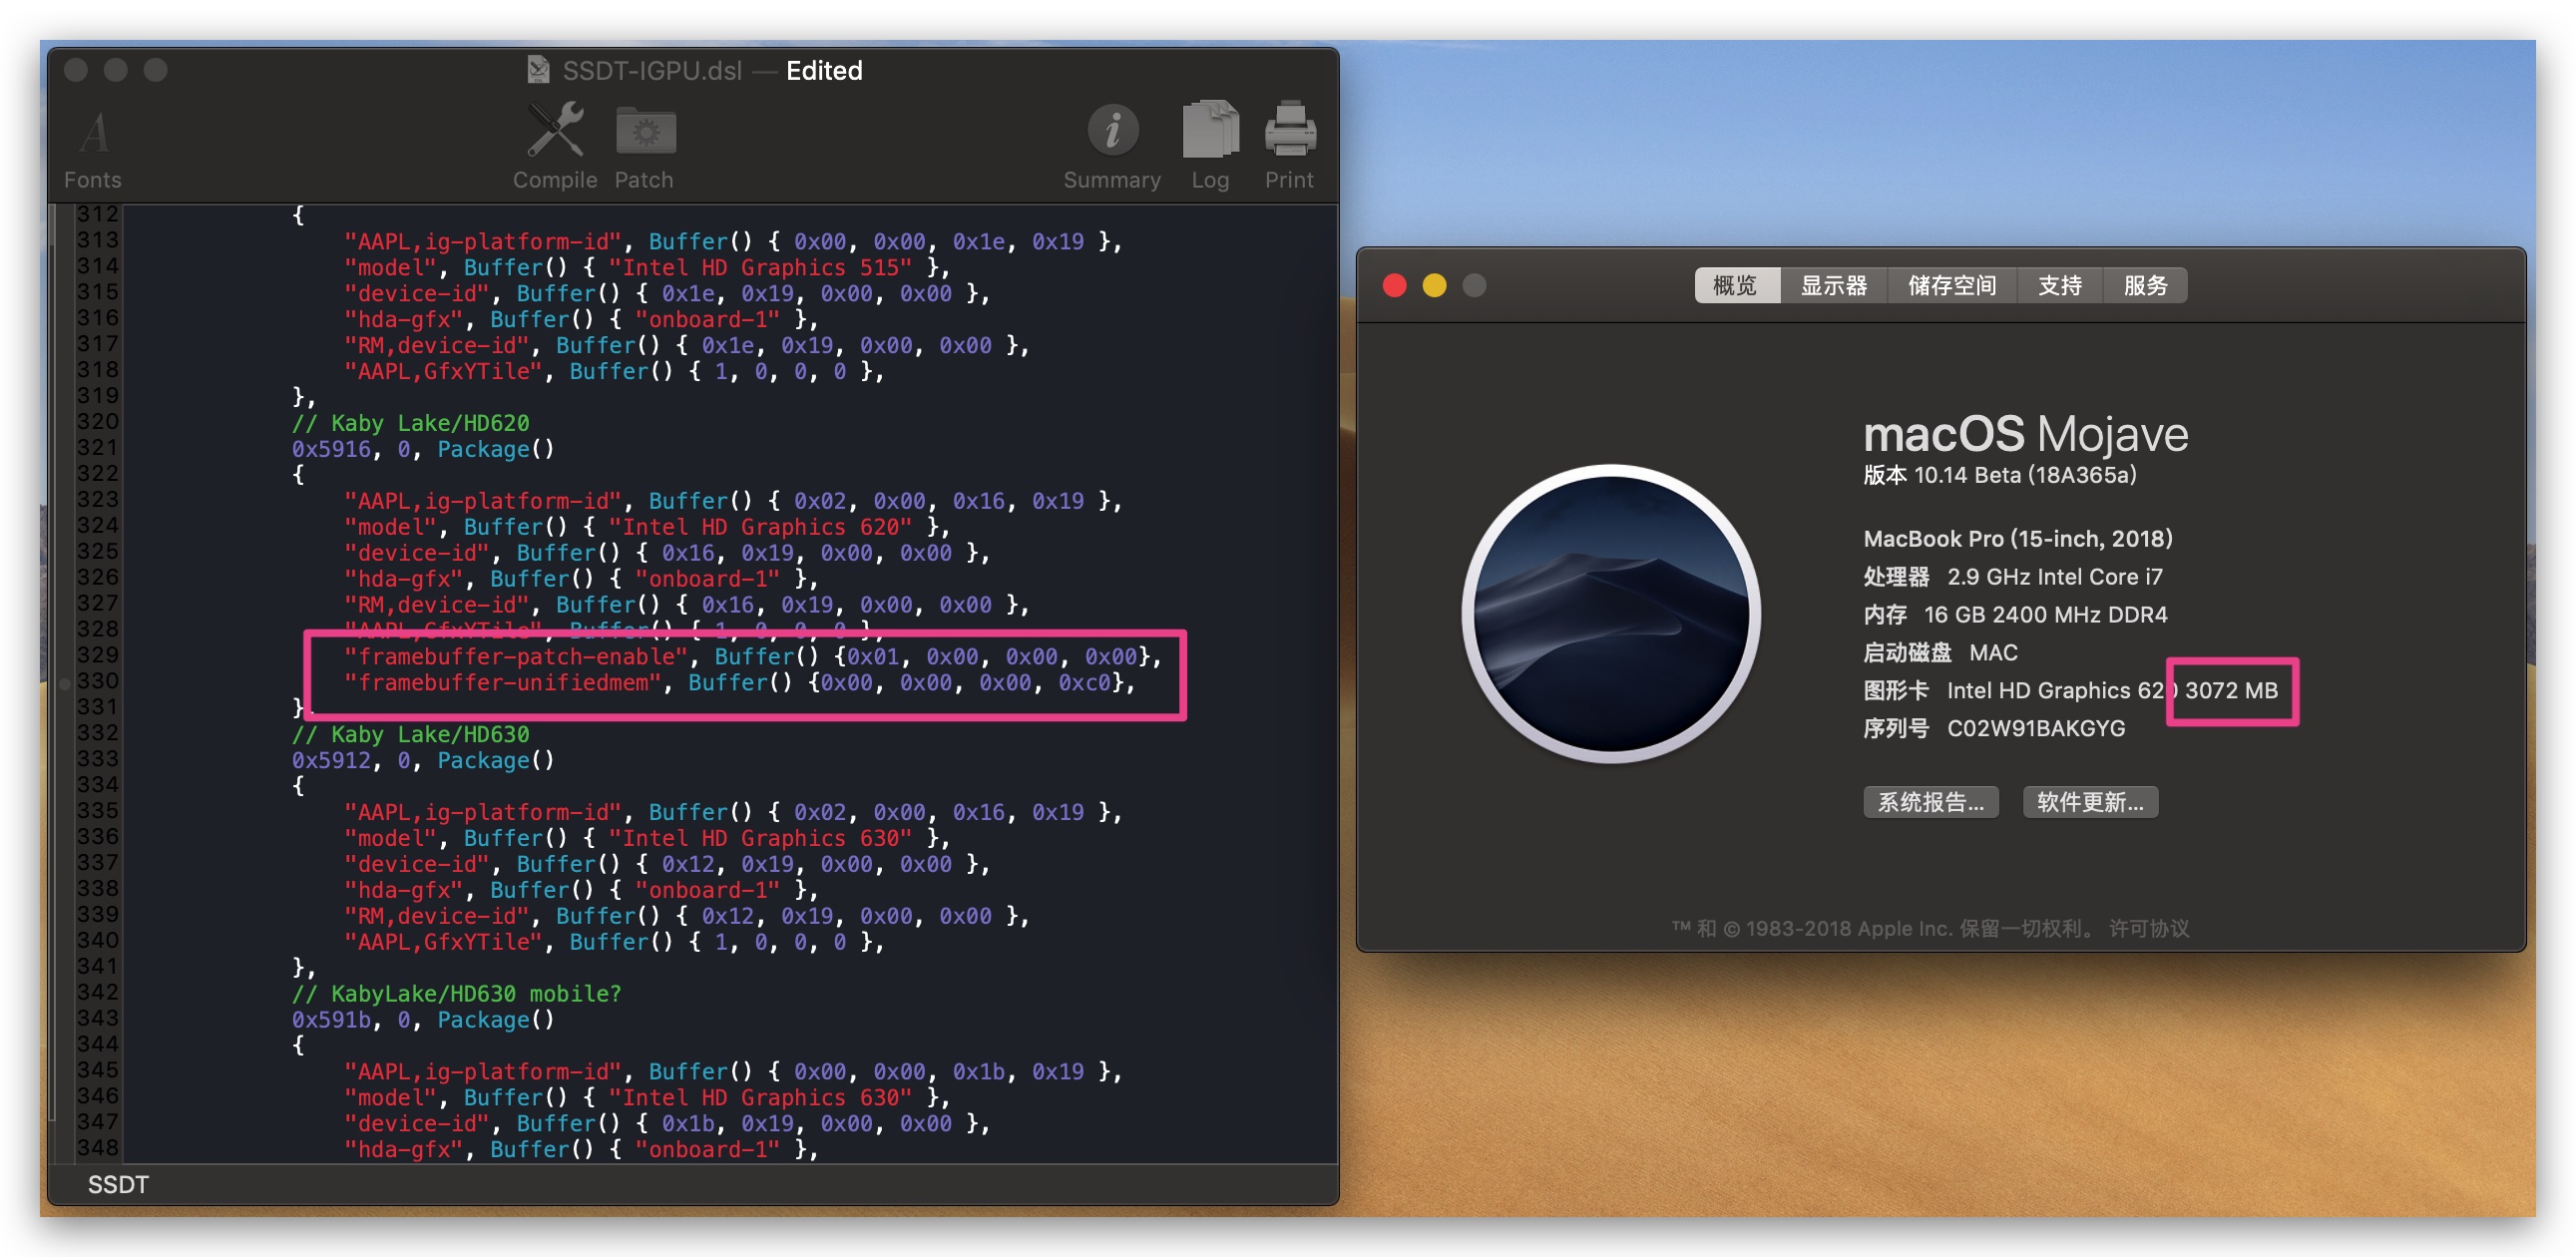 SSDT-IGPU.dsl — Edited
Fonts
Compile
Patch
Summary
Log
Print
312 {
313 "AAPL,ig-platform-id", Buffer() { 0x00, 0x00, 0x1e, 0x19 },
314 "model", Buffer() { "Intel HD Graphics 515" },
315 "device-id", Buffer() { 0x1e, 0x19, 0x00, 0x00 },
316 "hda-gfx", Buffer() { "onboard-1" },
317 "RM,device-id", Buffer() { 0x1e, 0x19, 0x00, 0x00 },
318 "AAPL,GfxYTile", Buffer() { 1, 0, 0, 0 },
319 },
320 // Kaby Lake/HD620
321 0x5916, 0, Package()
322 {
323 "AAPL,ig-platform-id", Buffer() { 0x02, 0x00, 0x16, 0x19 },
324 "model", Buffer() { "Intel HD Graphics 620" },
325 "device-id", Buffer() { 0x16, 0x19, 0x00, 0x00 },
326 "hda-gfx", Buffer() { "onboard-1" },
327 "RM,device-id", Buffer() { 0x16, 0x19, 0x00, 0x00 },
328 "AAPL,GfxYTile", Buffer() { 1, 0, 0, 0 },
329 "framebuffer-patch-enable", Buffer() {0x01, 0x00, 0x00, 0x00},
330 "framebuffer-unifiedmem", Buffer() {0x00, 0x00, 0x00, 0xc0},
331 },
332 // Kaby Lake/HD630
333 0x5912, 0, Package()
334 {
335 "AAPL,ig-platform-id", Buffer() { 0x02, 0x00, 0x16, 0x19 },
336 "model", Buffer() { "Intel HD Graphics 630" },
337 "device-id", Buffer() { 0x12, 0x19, 0x00, 0x00 },
338 "hda-gfx", Buffer() { "onboard-1" },
339 "RM,device-id", Buffer() { 0x12, 0x19, 0x00, 0x00 },
340 "AAPL,GfxYTile", Buffer() { 1, 0, 0, 0 },
341 },
342 // KabyLake/HD630 mobile?
343 0x591b, 0, Package()
344 {
345 "AAPL,ig-platform-id", Buffer() { 0x00, 0x00, 0x1b, 0x19 },
346 "model", Buffer() { "Intel HD Graphics 630" },
347 "device-id", Buffer() { 0x1b, 0x19, 0x00, 0x00 },
348 "hda-gfx", Buffer() { "onboard-1" },
SSDT
概览 显示器 储存空间 支持 服务
macOS Mojave
版本 10.14 Beta (18A365a)
MacBook Pro (15-inch, 2018)
处理器 2.9 GHz Intel Core i7
内存 16 GB 2400 MHz DDR4
启动磁盘 MAC
图形卡 Intel HD Graphics 620 3072 MB
序列号 C02W91BAKGYG
系统报告... 软件更新...
™ 和 © 1983-2018 Apple Inc. 保留一切权利。 许可协议